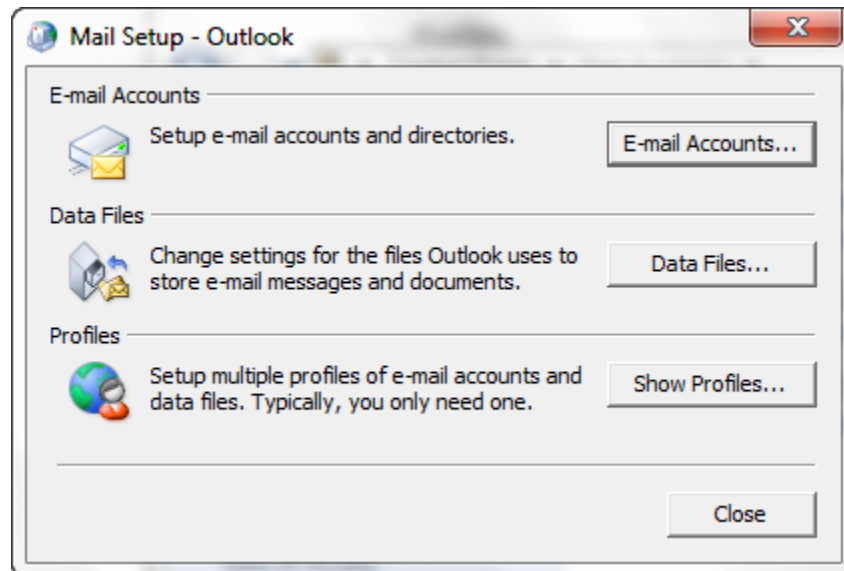 Mail Setup - Outlook
E-mail Accounts
Setup e-mail accounts and directories.
E-mail Accounts...
Data Files
Change settings for the files Outlook uses to
store e-mail messages and documents.
Data Files...
Profiles
Setup multiple profiles of e-mail accounts and
data files. Typically, you only need one.
Show Profiles...
Close